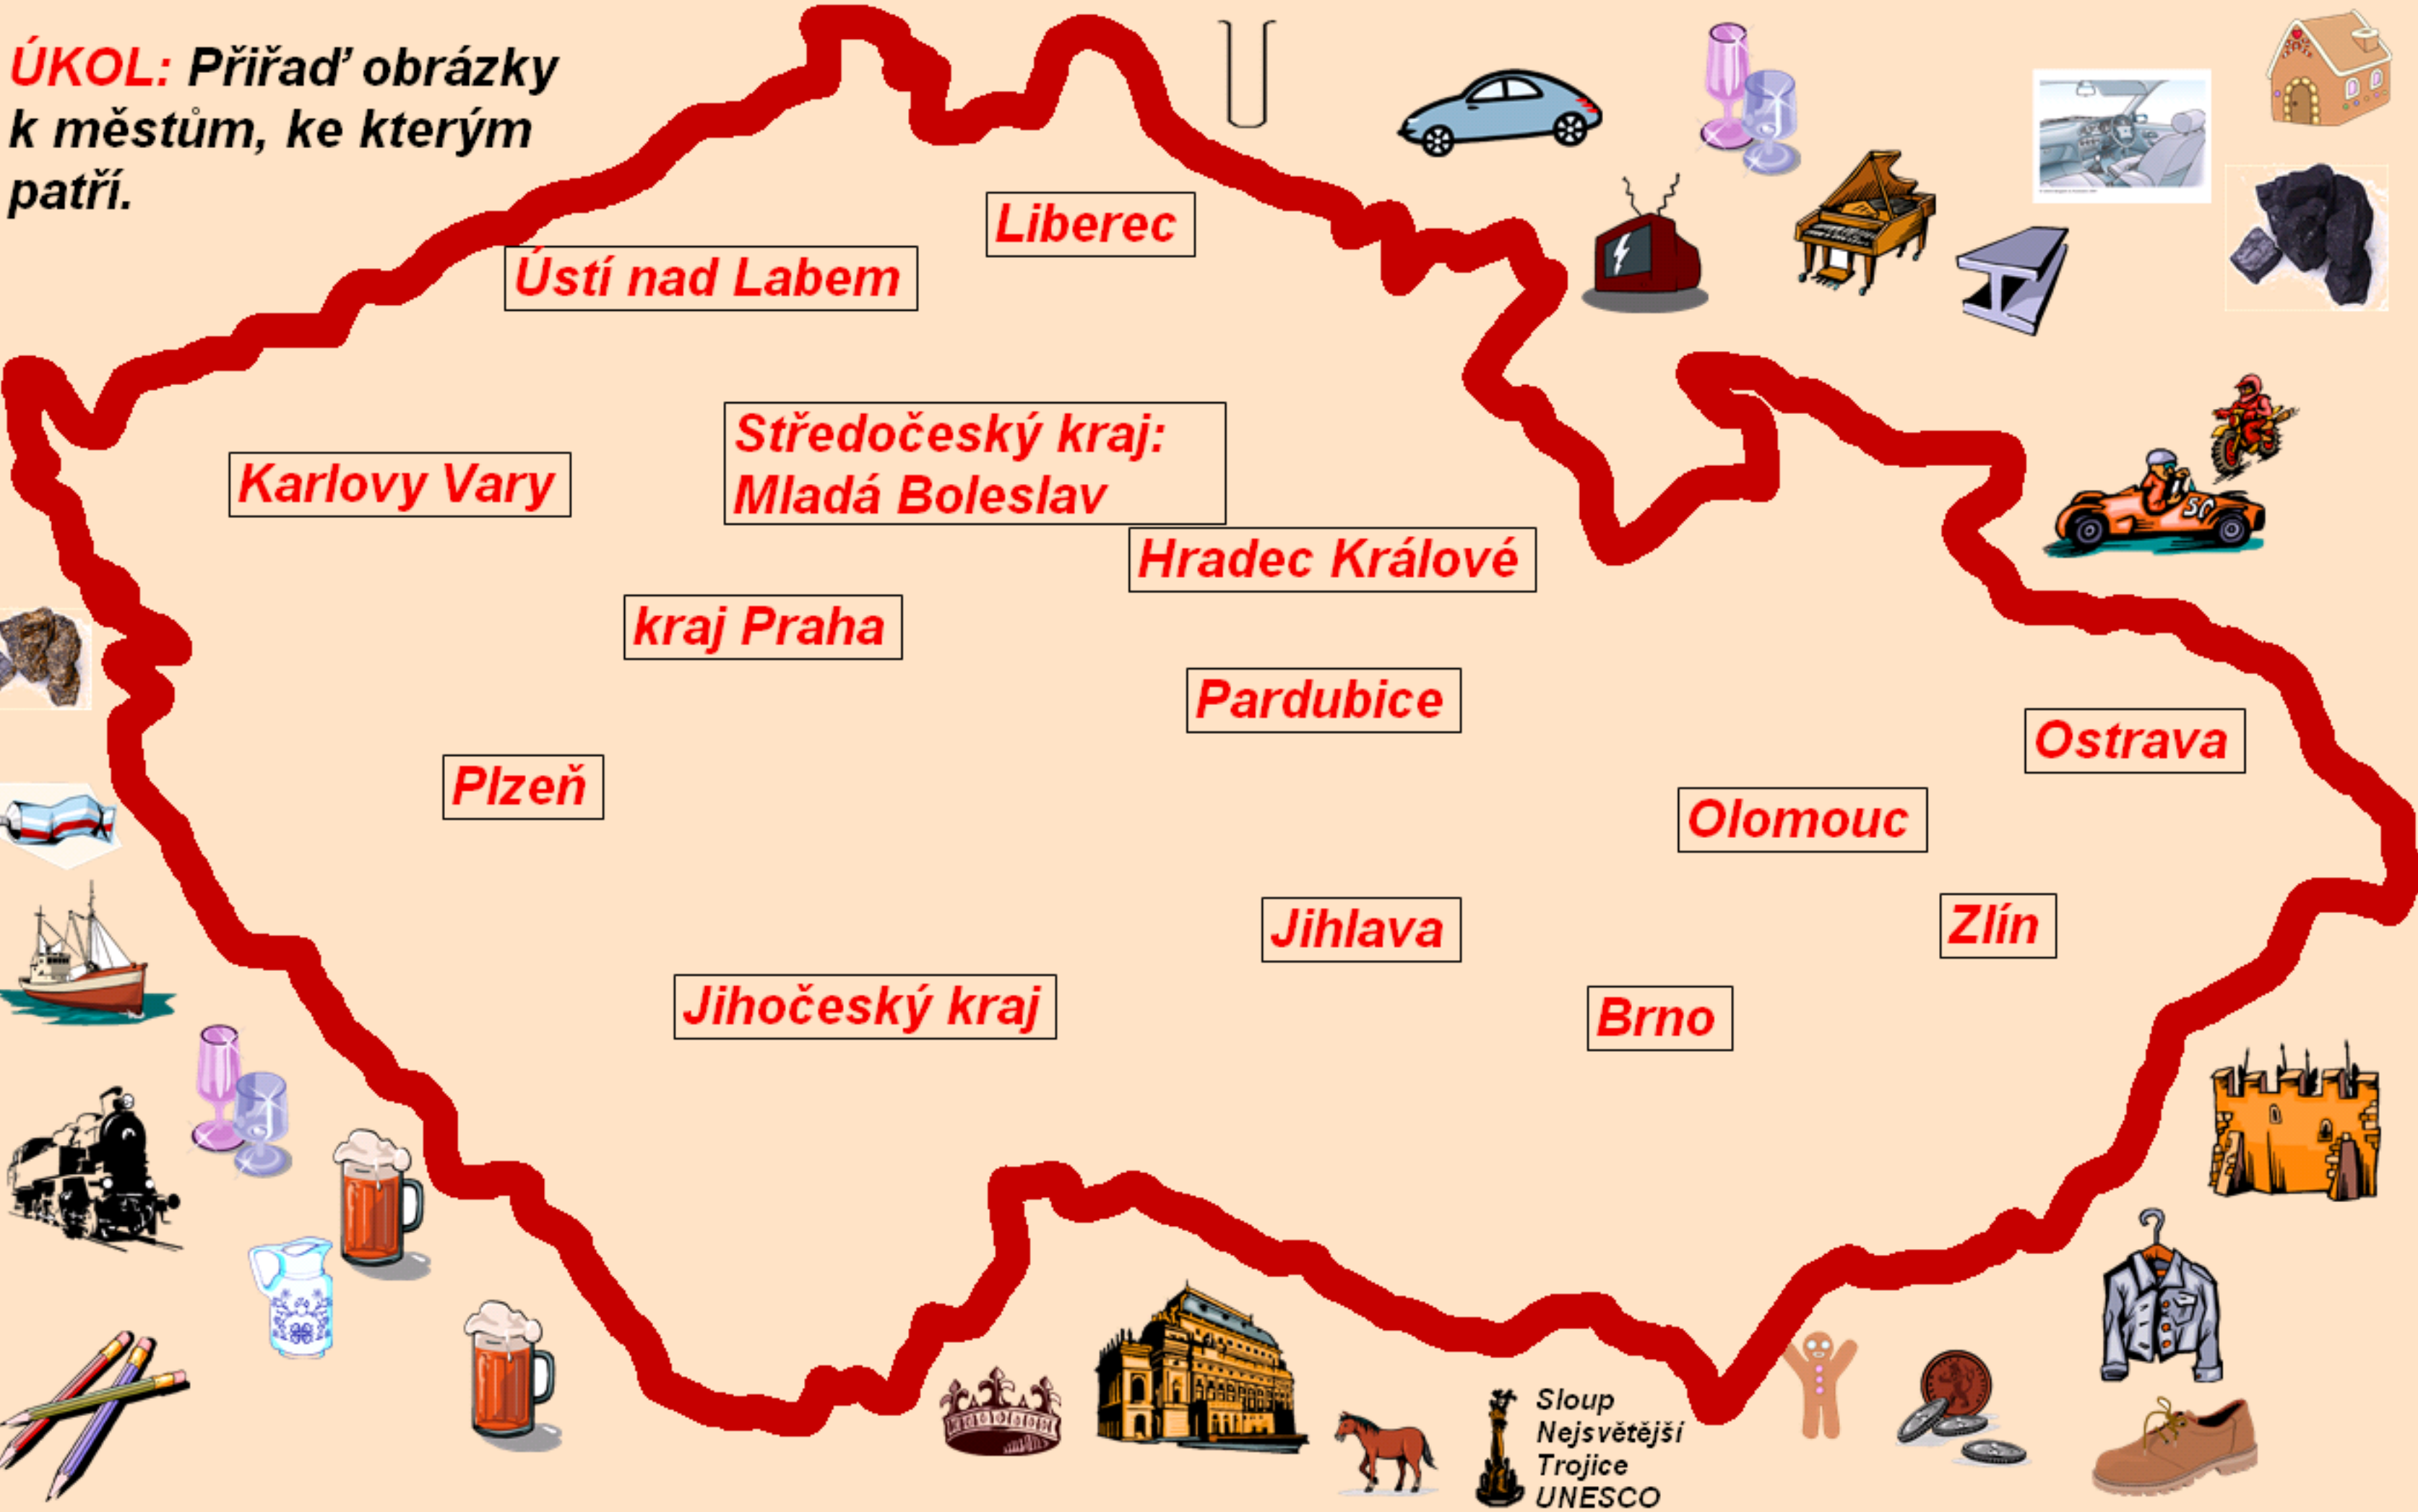 ÚKOL: Přiřaď obrázky
k městům, ke kterým
patří.
Liberec
Ústí nad Labem
Středočeský kraj:
Mladá Boleslav
Karlovy Vary
Hradec Králové
kraj Praha
Pardubice
Ostrava
Plzeň
Olomouc
Zlín
Jihlava
Jihočeský kraj
Brno
50
Sloup
Nejsvětější
Trojice
UNESCO